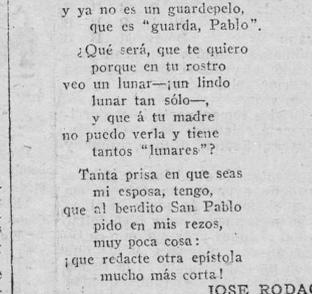 y ya no es un guardepelo,
que es “guarda, Pablo”.
¿Qué será, que te quiero
porque en tu rostro
veo un lunar—¡un lindo
lunar tan sólo—,
y que á tu madre
no puedo verla y tiene
tantos “lunares”?
Tanta prisa en que seas
mi esposa, tengo,
que al bendito San Pablo
pido en mis rezos,
muy poca cosa:
¡que redacte otra epístola
mucho más corta!
JOSE